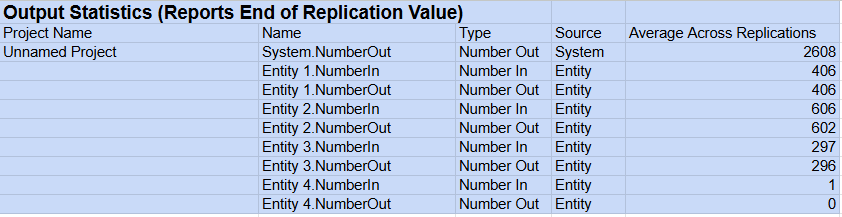 Output Statistics (Reports End of Replication Value)
Project Name Name Type Source Average Across Replications
Unnamed Project System.NumberOut Number Out System 2608
Entity 1.NumberIn Number In Entity 406
Entity 1.NumberOut Number Out Entity 406
Entity 2.NumberIn Number In Entity 606
Entity 2.NumberOut Number Out Entity 602
Entity 3.NumberIn Number In Entity 297
Entity 3.NumberOut Number Out Entity 296
Entity 4.NumberIn Number In Entity 1
Entity 4.NumberOut Number Out Entity 0